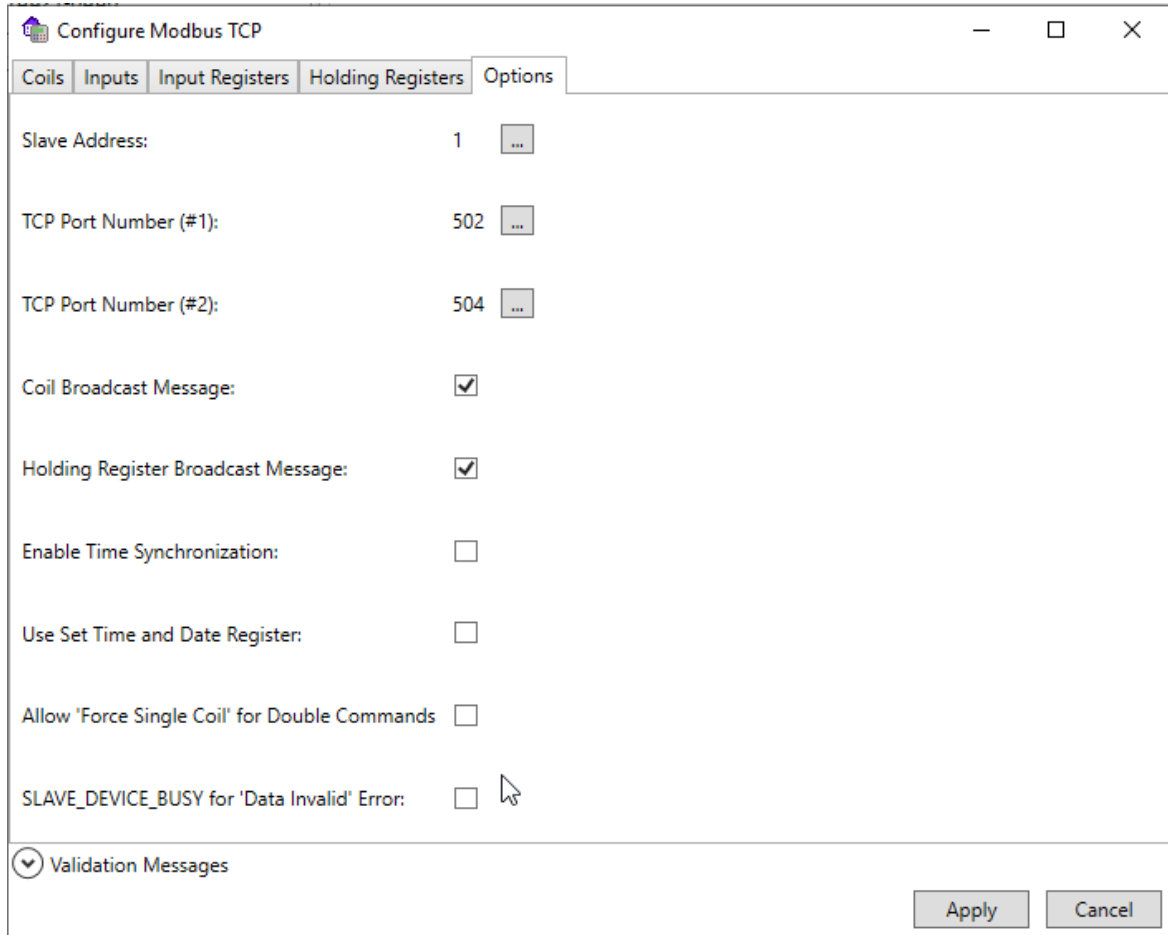 Configure Modbus TCP
Coils Inputs Input Registers Holding Registers Options
Slave Address: 1 ...
TCP Port Number (#1): 502 ...
TCP Port Number (#2): 504 ...
Coil Broadcast Message:
Holding Register Broadcast Message:
Enable Time Synchronization:
Use Set Time and Date Register:
Allow 'Force Single Coil' for Double Commands
SLAVE_DEVICE_BUSY for 'Data Invalid' Error:
Validation Messages
Apply Cancel